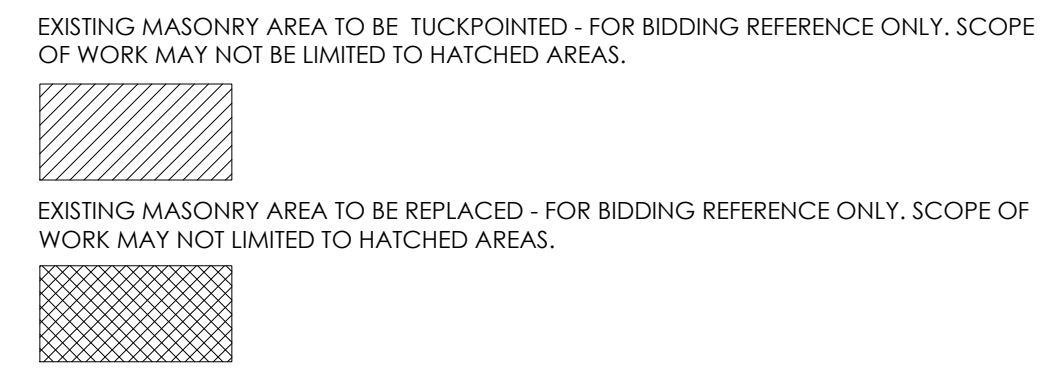 EXISTING MASONRY AREA TO BE  TUCKPOINTED - FOR BIDDING REFERENCE ONLY. SCOPE
OF WORK MAY NOT BE LIMITED TO HATCHED AREAS.
EXISTING MASONRY AREA TO BE REPLACED - FOR BIDDING REFERENCE ONLY. SCOPE OF
WORK MAY NOT LIMITED TO HATCHED AREAS.